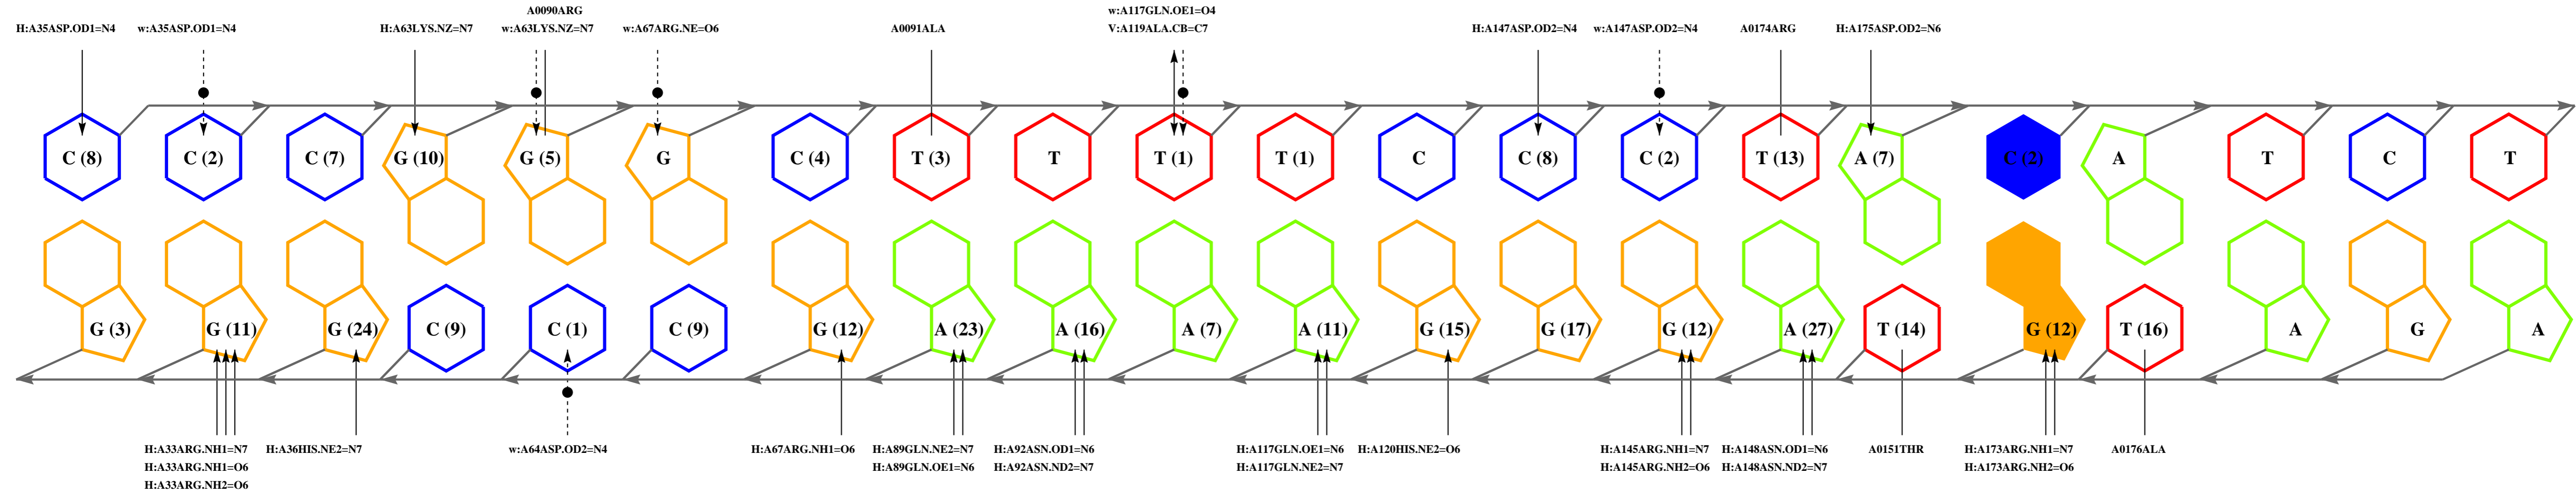 A0090ARG
w:A117GLN.OE1=O4
H:A35ASP.OD1=N4 w:A35ASP.OD1=N4 H:A63LYS.NZ=N7 w:A63LYS.NZ=N7 w:A67ARG.NE=O6 A0091ALA V:A119ALA.CB=C7 H:A147ASP.OD2=N4 w:A147ASP.OD2=N4 A0174ARG H:A175ASP.OD2=N6
C (8) C (2) C (7) G (10) G (5) G C (4) T (3) T T (1) T (1) C C (8) C (2) T (13) A (7) C (2) A T C T
G (3) G (11) G (24) C (9) C (1) C (9) G (12) A (23) A (16) A (7) A (11) G (15) G (17) G (12) A (27) T (14) G (12) T (16) A G A
H:A33ARG.NH1=N7 H:A36HIS.NE2=N7 w:A64ASP.OD2=N4 H:A67ARG.NH1=O6 H:A89GLN.NE2=N7 H:A92ASN.OD1=N6 H:A117GLN.OE1=N6 H:A120HIS.NE2=O6 H:A145ARG.NH1=N7 H:A148ASN.OD1=N6 A0151THR H:A173ARG.NH1=N7 A0176ALA
H:A33ARG.NH1=O6 H:A89GLN.OE1=N6 H:A92ASN.ND2=N7 H:A117GLN.NE2=N7 H:A145ARG.NH2=O6 H:A148ASN.ND2=N7 H:A173ARG.NH2=O6
H:A33ARG.NH2=O6